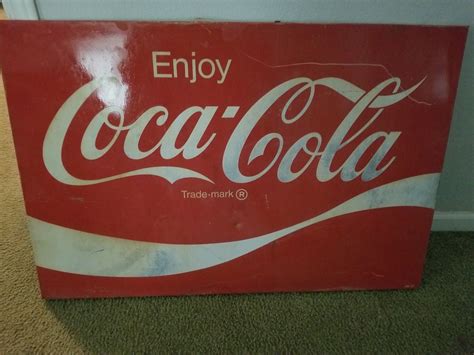 Enjoy
Coca-Cola
Trade-mark ®